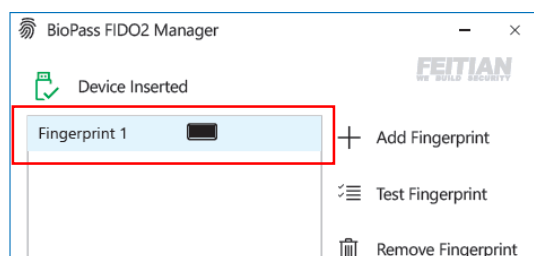 BioPass FIDO2 Manager
FEITIAN
WE BUILD SECURITY
Device Inserted
Fingerprint 1
Add Fingerprint
Test Fingerprint
Remove Fingerprint